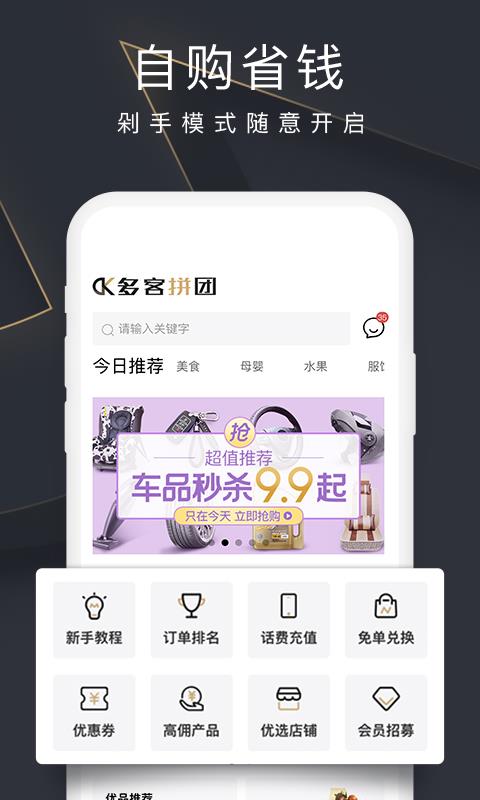 自购省钱
剁手模式随意开启
多客拼团
请输入关键字
35
今日推荐 美食 母婴 水果 服饰
抢
超值推荐
车品秒杀9.9起
只在今天 立即抢购
新手教程 订单排名 话费充值 免单兑换
优惠券 高佣产品 优选店铺 会员招募
优品推荐